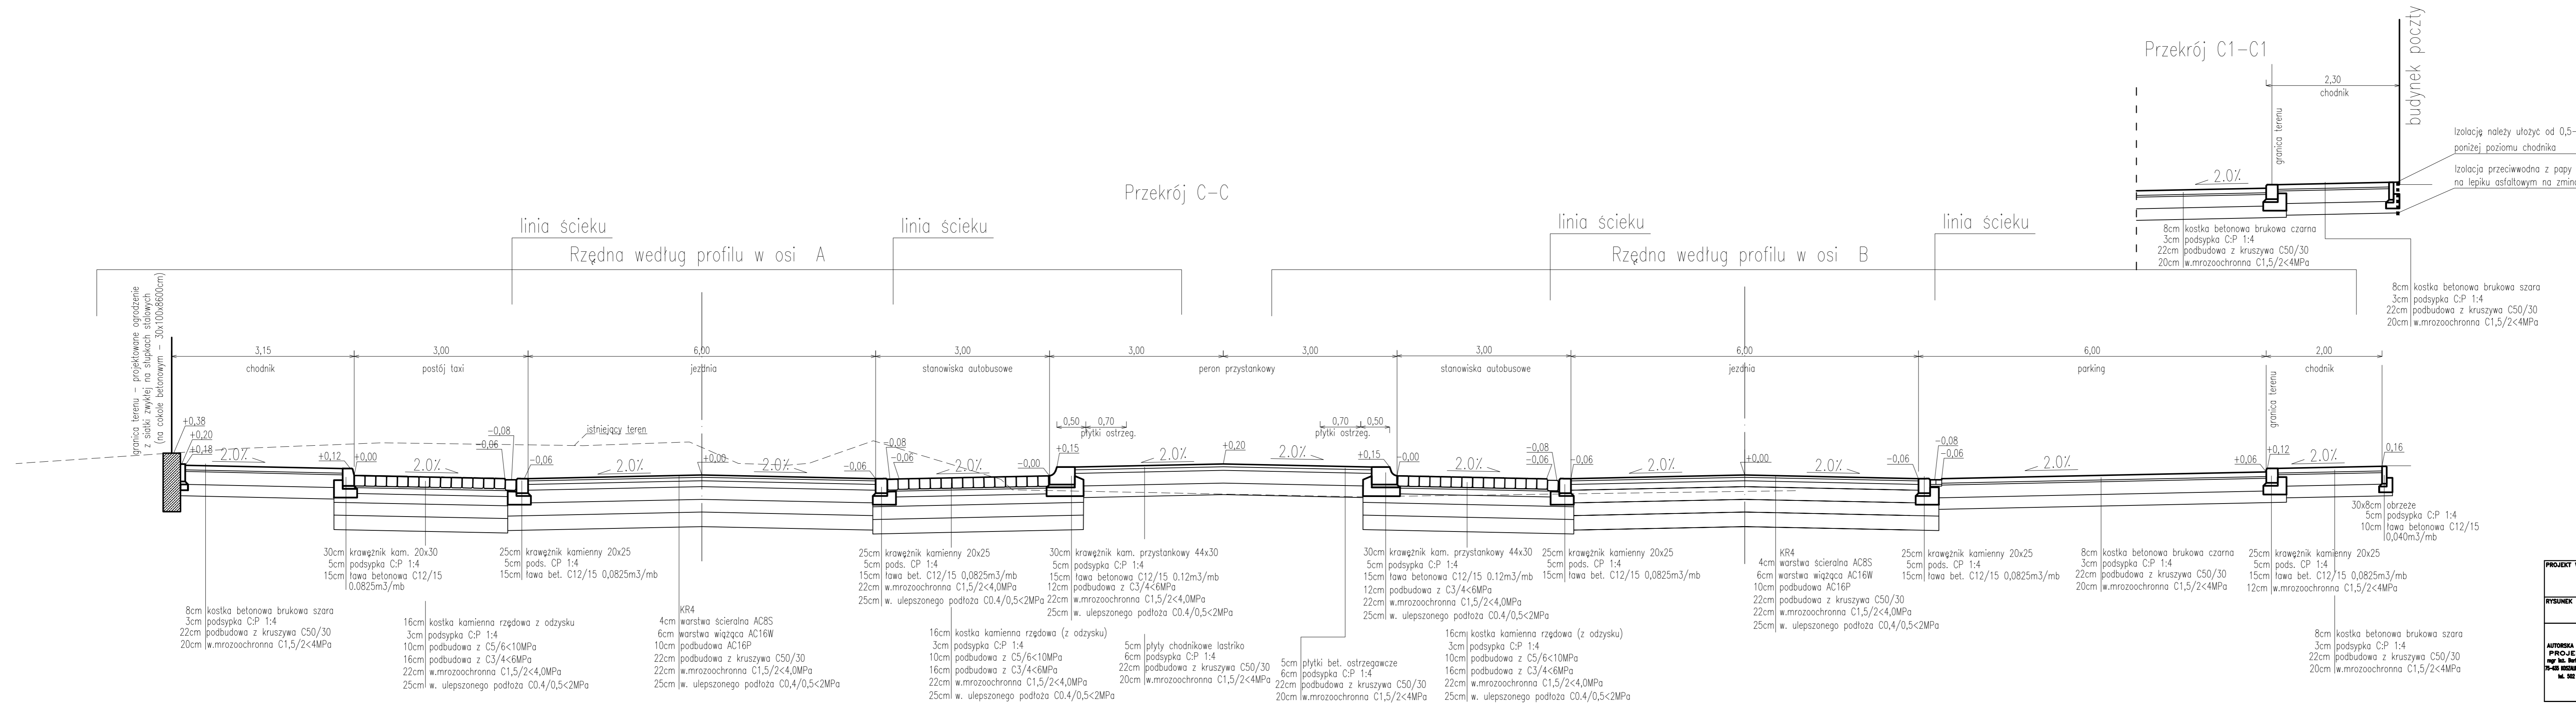 Przekrój C1-C1
budynek poczty
2,30
chodnik
granica terenu
2.0%
Izolację należy ułożyć od 0,5-
poniżej poziomu chodnika
Izolacja przeciwwodna z papy
na lepiku asfaltowym na zimn
8cm kostka betonowa brukowa czarna
3cm podsypka C:P 1:4
22cm podbudowa z kruszywa C50/30
20cm w.mrozoochronna C1,5/2<4MPa
8cm kostka betonowa brukowa szara
3cm podsypka C:P 1:4
22cm podbudowa z kruszywa C50/30
20cm w.mrozoochronna C1,5/2<4MPa
Przekrój C-C
linia ścieku
linia ścieku
linia ścieku
linia ścieku
Rzędna według profilu w osi A
Rzędna według profilu w osi B
granica terenu - projektowane ogrodzenie
z siatki zwykłej na słupkach stalowych
(na cokole betonowym - 30x100x8600cm)
3,15
3,00
6,00
3,00
3,00
3,00
3,00
6,00
6,00
2,00
chodnik
postój taxi
jezdnia
stanowiska autobusowe
peron przystankowy
stanowiska autobusowe
jezdnia
parking
chodnik
granica terenu
istniejący teren
0,50
0,70
płytki ostrzeg.
0,70
0,50
płytki ostrzeg.
+0,38
+0,20
+0,18
2.0%
+0,12
+0,00
2.0%
-0,08
-0,06
-0,06
2.0%
+0,00
2.0%
-0,06
-0,08
-0,06
2.0%
-0,00
+0,15
2.0%
+0,20
2.0%
+0,15
-0,00
2.0%
-0,08
-0,06
-0,06
2.0%
+0,00
2.0%
-0,06
-0,08
-0,06
2.0%
+0,06
+0,12
2.0%
0,16
30x8cm obrzeże
5cm podsypka C:P 1:4
10cm ława betonowa C12/15
0,040m3/mb
30cm krawężnik kam. 20x30
5cm podsypka C:P 1:4
15cm ława betonowa C12/15
0.0825m3/mb
25cm krawężnik kamienny 20x25
5cm pods. CP 1:4
15cm ława bet. C12/15 0,0825m3/mb
25cm krawężnik kamienny 20x25
5cm pods. CP 1:4
15cm ława bet. C12/15 0,0825m3/mb
22cm w.mrozoochronna C1,5/2<4,0MPa
25cm w. ulepszonego podłoża C0.4/0,5<2MPa
30cm krawężnik kam. przystankowy 44x30
5cm podsypka C:P 1:4
15cm ława betonowa C12/15 0.12m3/mb
12cm podbudowa z C3/4<6MPa
22cm w.mrozoochronna C1,5/2<4,0MPa
25cm w. ulepszonego podłoża C0.4/0,5<2MPa
30cm krawężnik kam. przystankowy 44x30
5cm podsypka C:P 1:4
15cm ława betonowa C12/15 0.12m3/mb
12cm podbudowa z C3/4<6MPa
22cm w.mrozoochronna C1,5/2<4,0MPa
25cm w. ulepszonego podłoża C0.4/0,5<2MPa
25cm krawężnik kamienny 20x25
5cm pods. CP 1:4
15cm ława bet. C12/15 0,0825m3/mb
KR4
4cm warstwa ścieralna AC8S
6cm warstwa wiążąca AC16W
10cm podbudowa AC16P
22cm podbudowa z kruszywa C50/30
22cm w.mrozoochronna C1,5/2<4,0MPa
25cm w. ulepszonego podłoża C0,4/0,5<2MPa
25cm krawężnik kamienny 20x25
5cm pods. CP 1:4
15cm ława bet. C12/15 0,0825m3/mb
8cm kostka betonowa brukowa czarna
3cm podsypka C:P 1:4
22cm podbudowa z kruszywa C50/30
20cm w.mrozoochronna C1,5/2<4MPa
25cm krawężnik kamienny 20x25
5cm pods. CP 1:4
15cm ława bet. C12/15 0,0825m3/mb
12cm w.mrozoochronna C1,5/2<4MPa
8cm kostka betonowa brukowa szara
3cm podsypka C:P 1:4
22cm podbudowa z kruszywa C50/30
20cm w.mrozoochronna C1,5/2<4MPa
16cm kostka kamienna rzędowa z odzysku
3cm podsypka C:P 1:4
10cm podbudowa z C5/6<10MPa
16cm podbudowa z C3/4<6MPa
22cm w.mrozoochronna C1,5/2<4,0MPa
25cm w. ulepszonego podłoża C0.4/0,5<2MPa
KR4
4cm warstwa ścieralna AC8S
6cm warstwa wiążąca AC16W
10cm podbudowa AC16P
22cm podbudowa z kruszywa C50/30
22cm w.mrozoochronna C1,5/2<4,0MPa
25cm w. ulepszonego podłoża C0,4/0,5<2MPa
16cm kostka kamienna rzędowa (z odzysku)
3cm podsypka C:P 1:4
10cm podbudowa z C5/6<10MPa
16cm podbudowa z C3/4<6MPa
22cm w.mrozoochronna C1,5/2<4,0MPa
25cm w. ulepszonego podłoża C0.4/0,5<2MPa
5cm płyty chodnikowe lastriko
6cm podsypka C:P 1:4
22cm podbudowa z kruszywa C50/30
20cm w.mrozoochronna C1,5/2<4MPa
5cm płytki bet. ostrzegawcze
6cm podsypka C:P 1:4
22cm podbudowa z kruszywa C50/30
20cm w.mrozoochronna C1,5/2<4MPa
16cm kostka kamienna rzędowa (z odzysku)
3cm podsypka C:P 1:4
10cm podbudowa z C5/6<10MPa
16cm podbudowa z C3/4<6MPa
22cm w.mrozoochronna C1,5/2<4,0MPa
25cm w. ulepszonego podłoża C0.4/0,5<2MPa
8cm kostka betonowa brukowa szara
3cm podsypka C:P 1:4
22cm podbudowa z kruszywa C50/30
20cm w.mrozoochronna C1,5/2<4MPa
PROJEKT
RYSUNEK
AUTORSKA
PROJE
mgr inż.
tel. 502